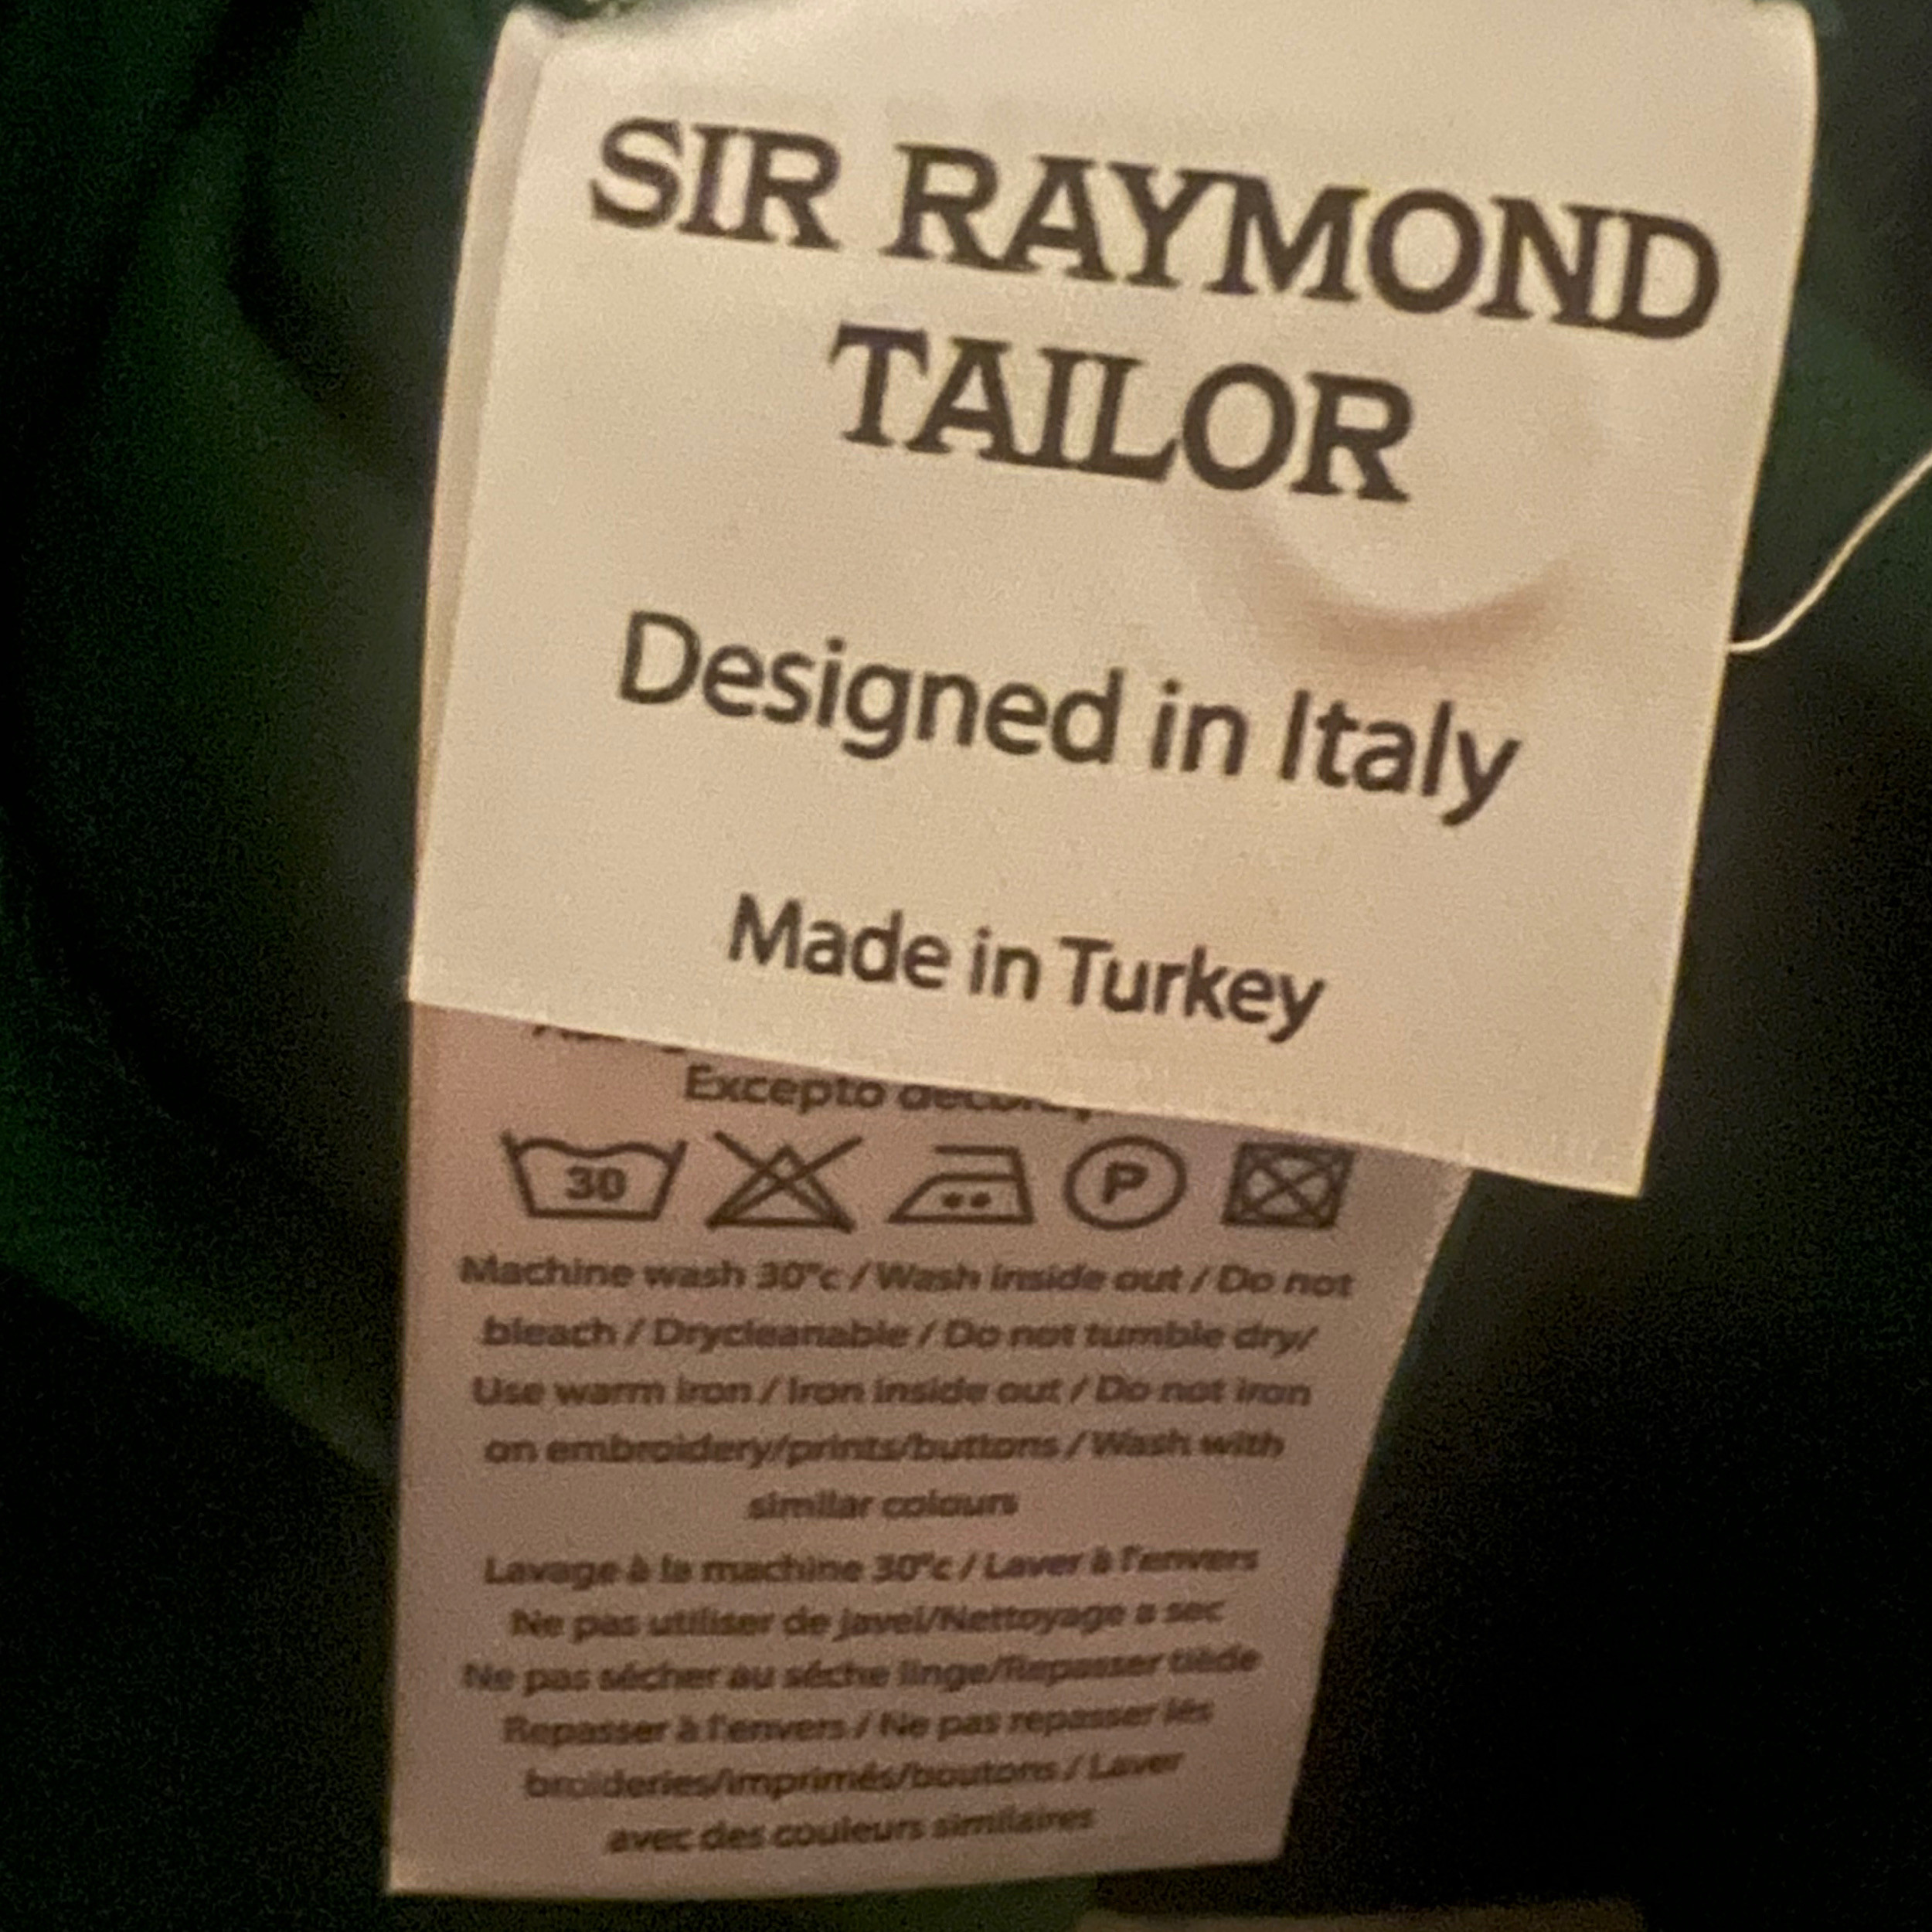 SIR RAYMOND
TAILOR
Designed in Italy
Made in Turkey
Excepto
30 P
Machine wash 30°c / Wash inside out / Do not
bleach / Drycleanable / Do not tumble dry/
Use warm iron / Iron inside out / Do not iron
on embroidery/prints/buttons / Wash with
similar colours
Lavage à la machine 30°c / Laver à l'envers
Ne pas utiliser de javel/Nettoyage a sec
Ne pas sécher au séche linge/Repasser tiède
Repasser à l'envers / Ne pas repasser lés
broideries/imprimés/boutons / Laver
avec des couleurs similaires